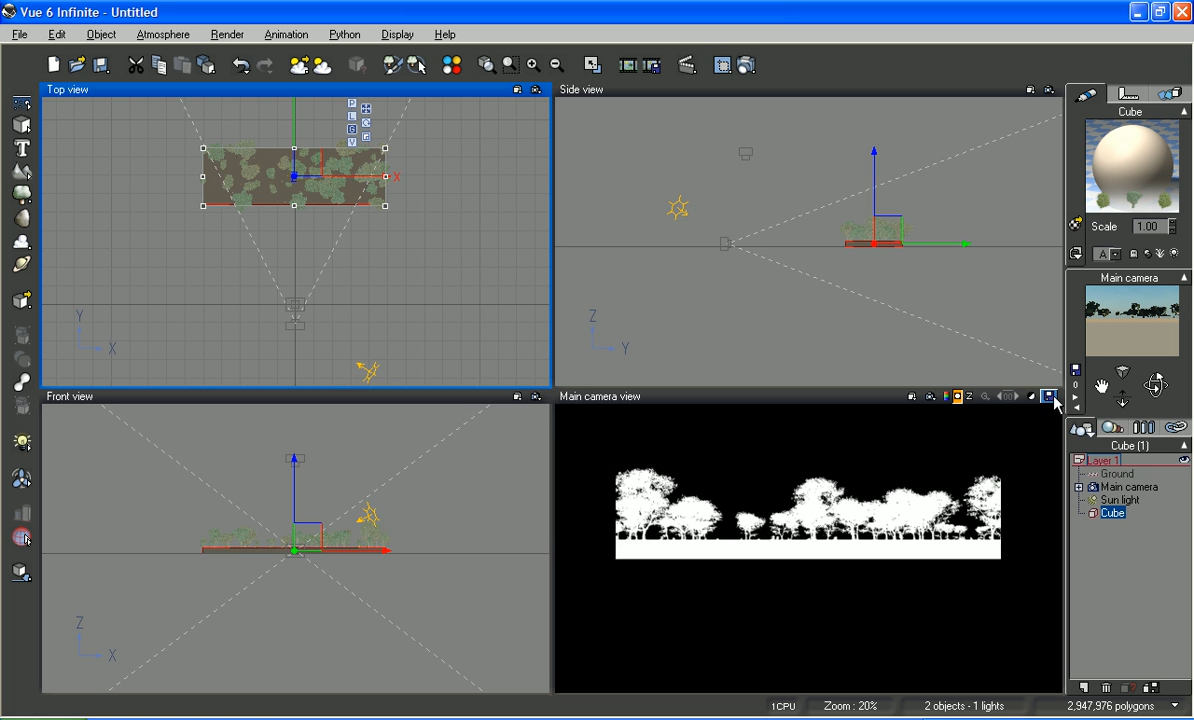 Vue 6 Infinite - Untitled
File Edit Object Atmosphere Render Animation Python Display Help
Top view
Side view
Cube
P
L
G
V
X
Y
X
Z
Y
Scale 1.00
A
Main camera
0
Front view
Main camera view
Z
G
00
Z
X
Cube (1)
Layer 1
Ground
Main camera
Sun light
Cube
1CPU Zoom : 20% 2 objects - 1 lights 2,947,976 polygons